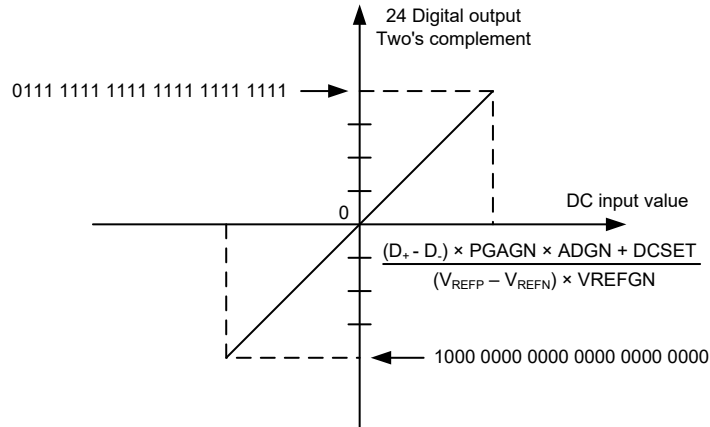 24 Digital output
Two's complement
0111 1111 1111 1111 1111 1111
0
DC input value
(D+ - D-) × PGAGN × ADGN + DCSET
(VREFP – VREFN) × VREFGN
1000 0000 0000 0000 0000 0000